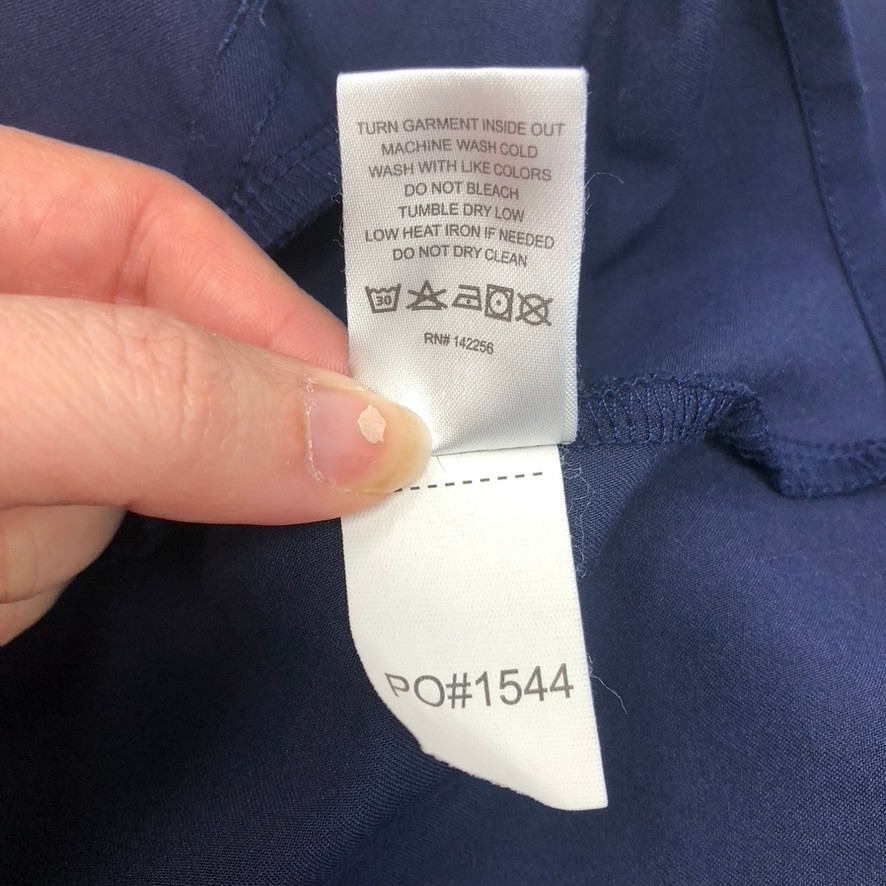 TURN GARMENT INSIDE OUT
MACHINE WASH COLD
WASH WITH LIKE COLORS
DO NOT BLEACH
TUMBLE DRY LOW
LOW HEAT IRON IF NEEDED
DO NOT DRY CLEAN
30
RN# 142256
PO#1544